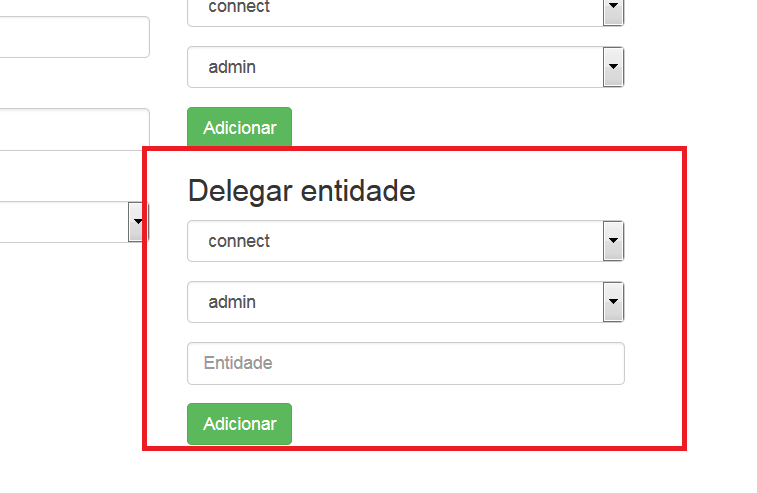 connect
admin
Adicionar
Delegar entidade
connect
admin
Entidade
Adicionar